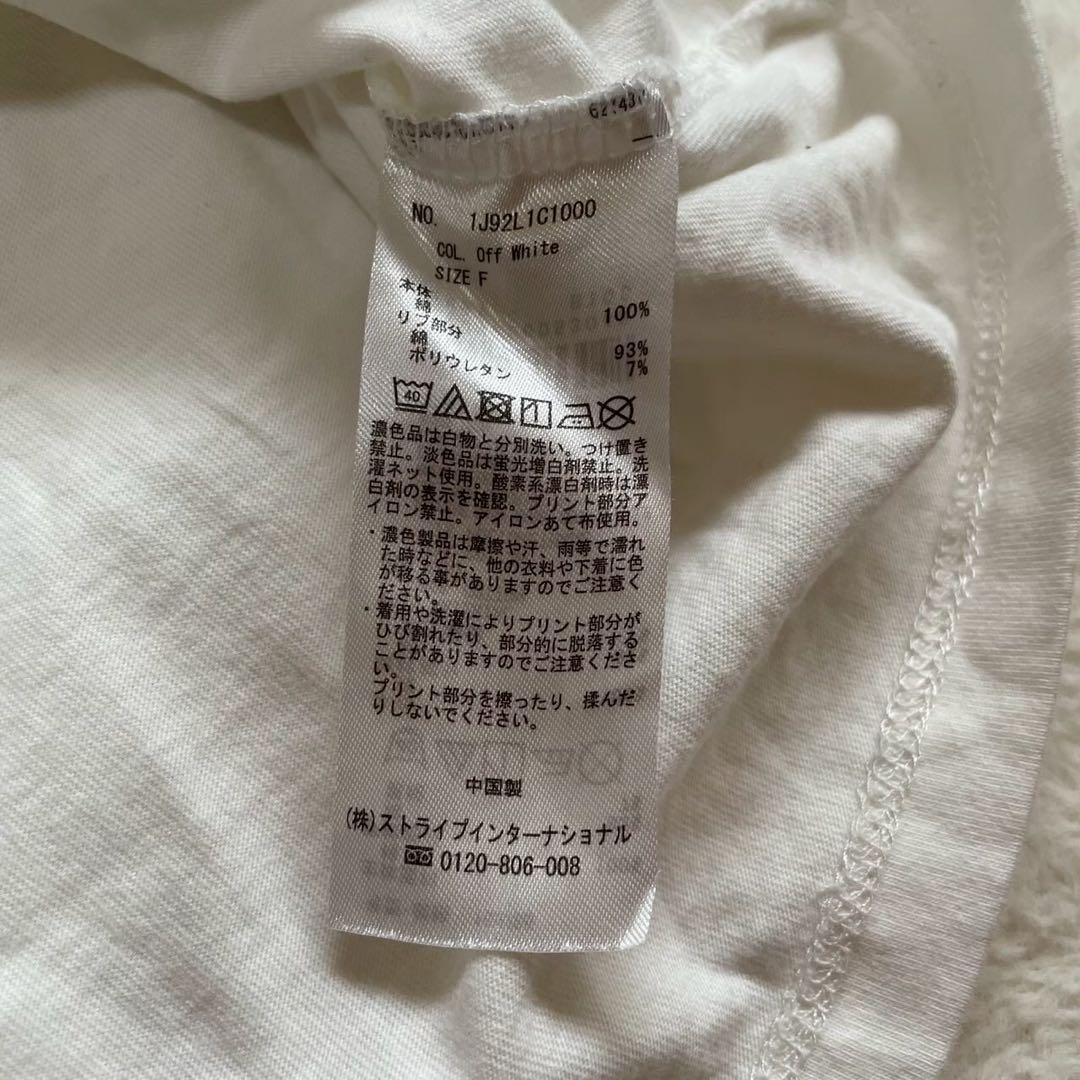 62143
NO. 1J92L1C1000
COL. Off White
SIZE F
本体
綿 100%
リブ部分
綿 93%
ポリウレタン 7%
40
濃色品は白物と分別洗い。つけ置き
禁止。淡色品は蛍光増白剤禁止。洗
濯ネット使用。酸素系漂白剤時は漂
白剤の表示を確認。プリント部分ア
イロン禁止。アイロンあて布使用。
・濃色製品は摩擦や汗、雨等で濡れ
た時などに、他の衣料や下着に色
が移る事がありますのでご注意く
ださい。
・着用や洗濯によりプリント部分が
ひび割れたり、部分的に脱落する
ことがありますのでご注意くださ
い。
プリント部分を擦ったり、揉んだ
りしないでください。
中国製
(株)ストライプインターナショナル
0120-806-008